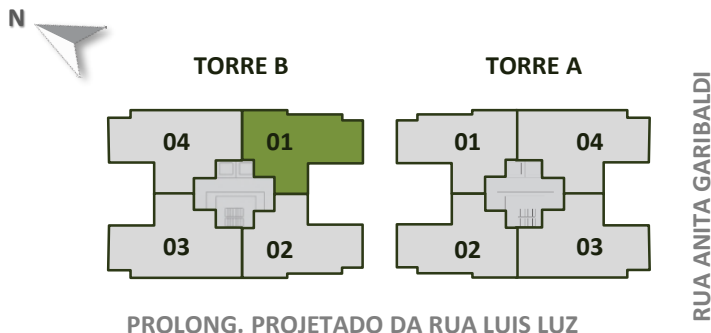 N
TORRE B
TORRE A
04
01
01
04
03
02
02
03
RUA ANITA GARIBALDI
PROLONG. PROJETADO DA RUA LUIS LUZ